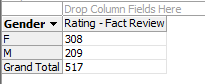 Drop Column Fields Here
Gender Rating - Fact Review
F 308
M 209
Grand Total 517